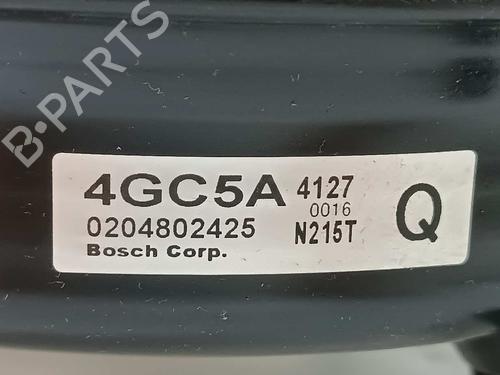 B-PARTS
4GC5A 4127
0016
0204802425 N215T
Bosch Corp.
Q